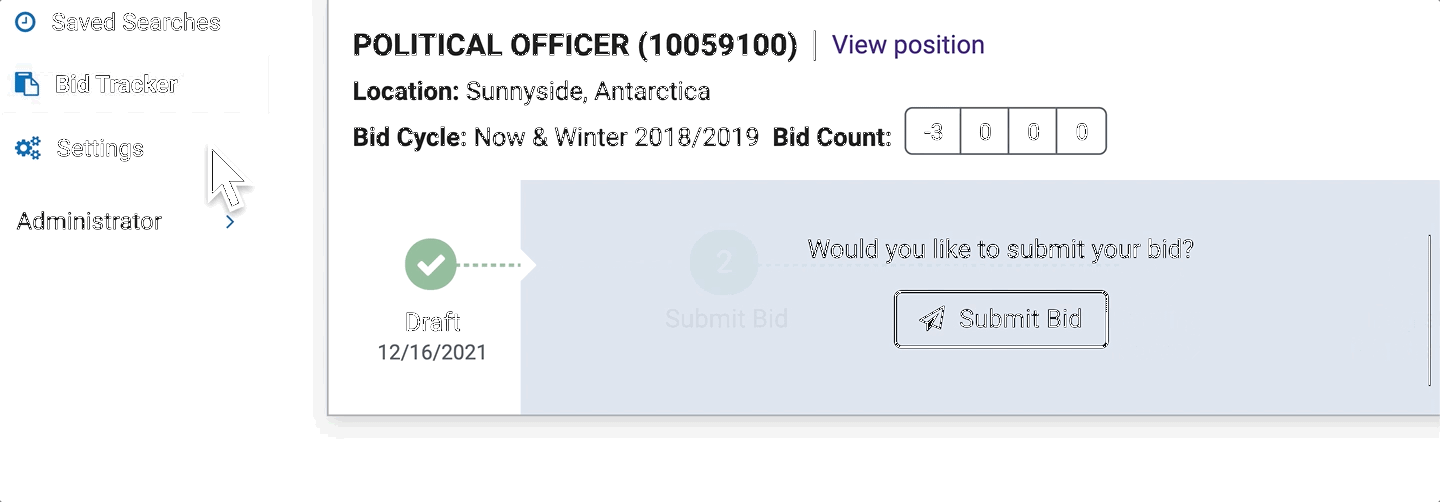 Saved Searches
Bid Tracker
Settings
Administrator
POLITICAL OFFICER (10059100) View position
Location: Sunnyside, Antarctica
Bid Cycle: Now & Winter 2018/2019 Bid Count: -3 0 0 0
Draft
12/16/2021
2
Submit Bid
Would you like to submit your bid?
Submit Bid